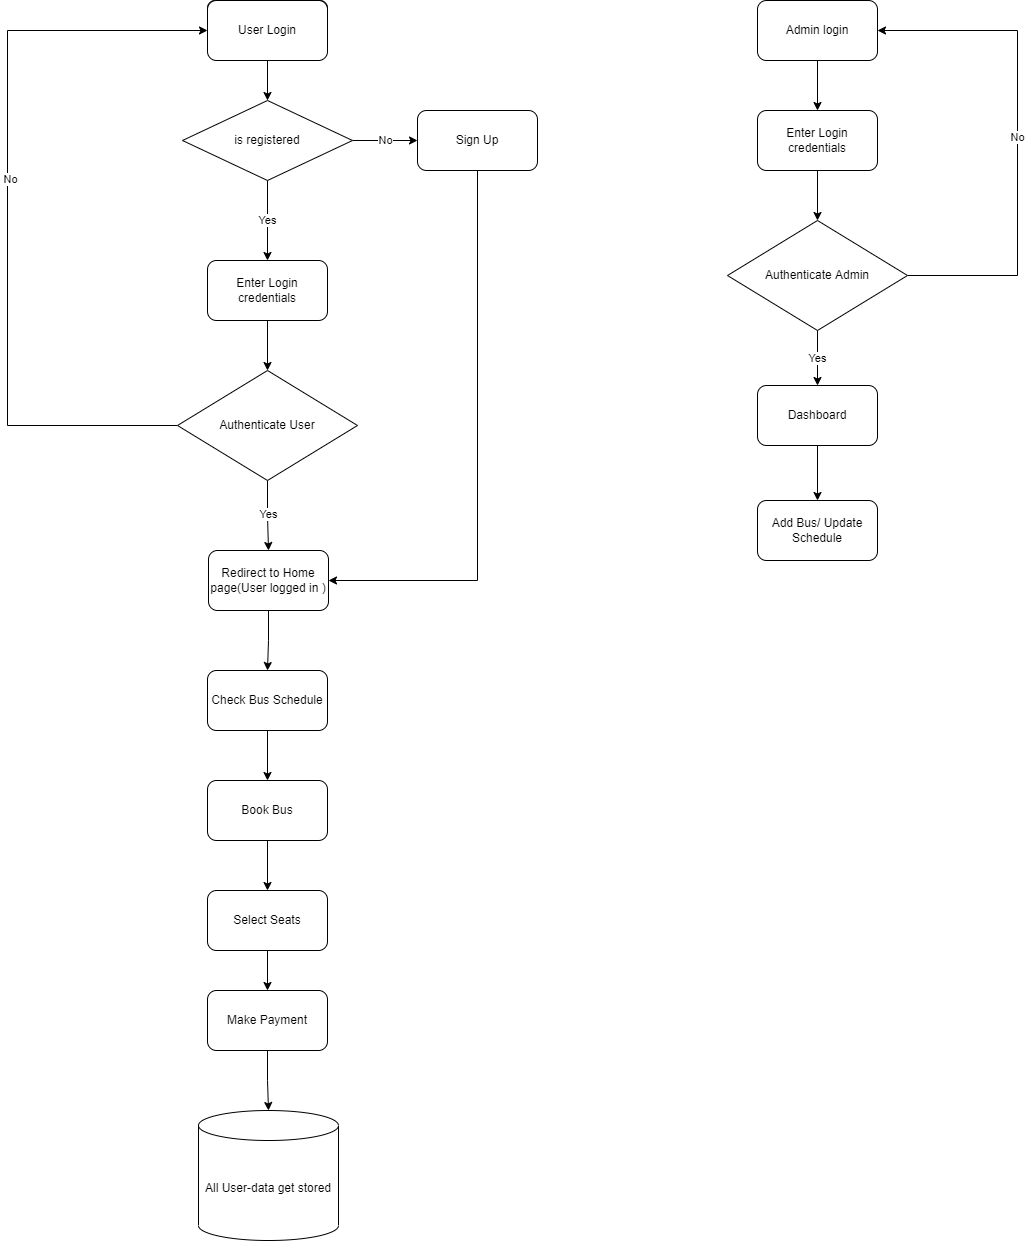 User Login
is registered
No
Sign Up
No
Yes
Enter Login
credentials
Authenticate User
Yes
Redirect to Home
page(User logged in )
Check Bus Schedule
Book Bus
Select Seats
Make Payment
All User-data get stored
Admin login
Enter Login
credentials
No
Authenticate Admin
Yes
Dashboard
Add Bus/ Update
Schedule